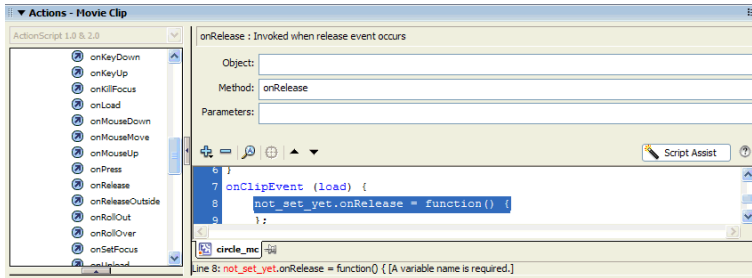 Actions - Movie Clip
ActionScript 1.0 & 2.0
onKeyDown
onKeyUp
onKillFocus
onLoad
onMouseDown
onMouseMove
onMouseUp
onPress
onRelease
onReleaseOutside
onRollOut
onRollOver
onSetFocus
onUnload
onRelease : Invoked when release event occurs
Object:
Method: onRelease
Parameters:
Script Assist
6 }
7 onClipEvent (load) {
8 not_set_yet.onRelease = function() {
9 };
circle_mc
Line 8: not_set_yet.onRelease = function() { [A variable name is required.]